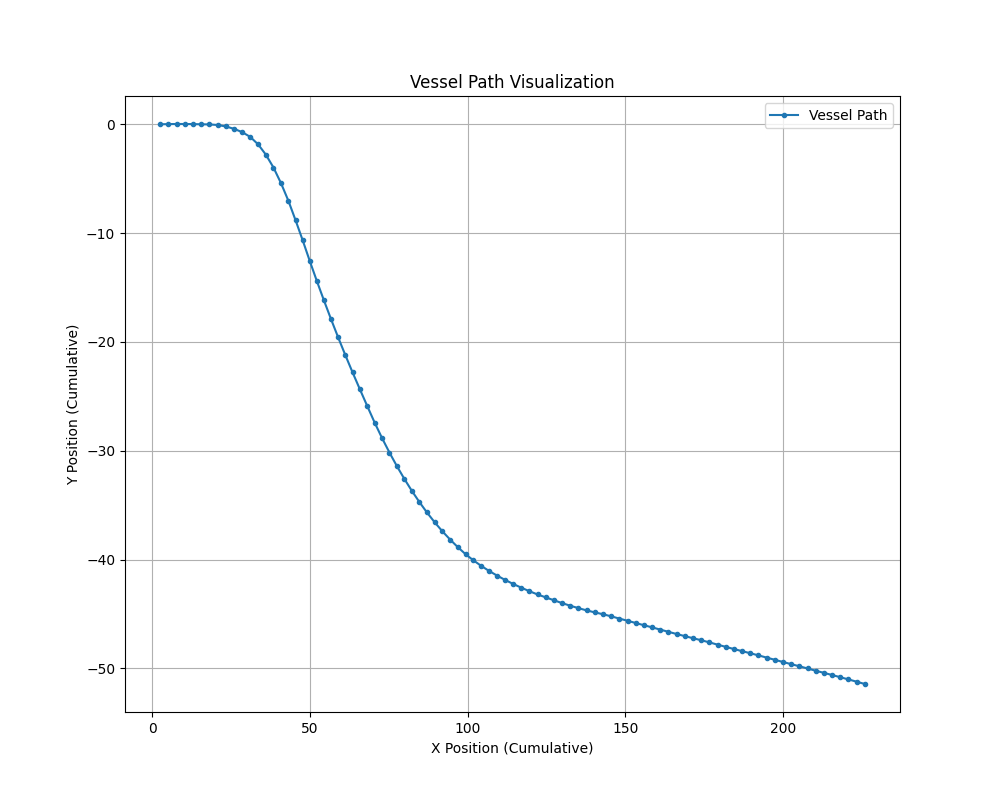 Vessel Path Visualization
Vessel Path
0
−10
−20
−30
−40
−50
Y Position (Cumulative)
0 50 100 150 200
X Position (Cumulative)